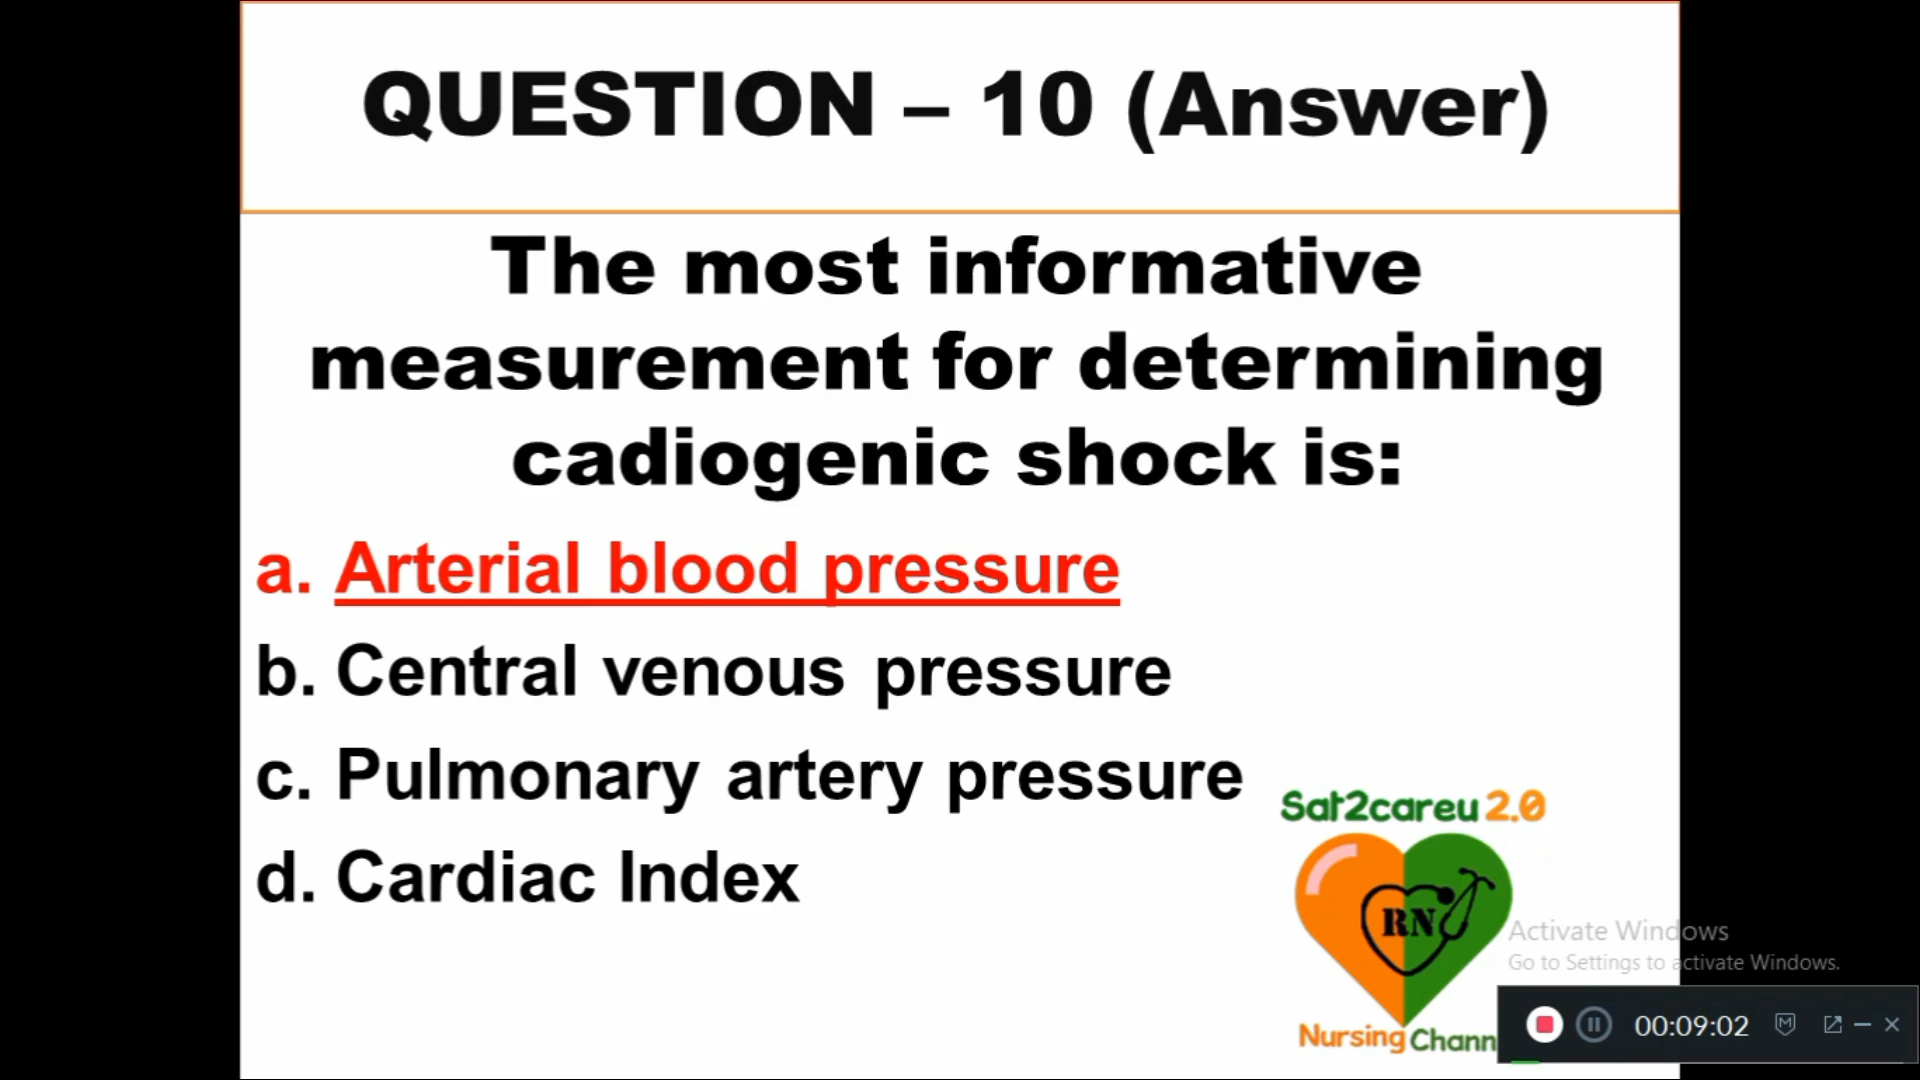 QUESTION – 10 (Answer)
The most informative
measurement for determining
cadiogenic shock is:
a. Arterial blood pressure
b. Central venous pressure
c. Pulmonary artery pressure
d. Cardiac Index
Sat2careu 2.0
RN
Nursing Chann
Activate Windows
Go to Settings to activate Windows.
00:09:02